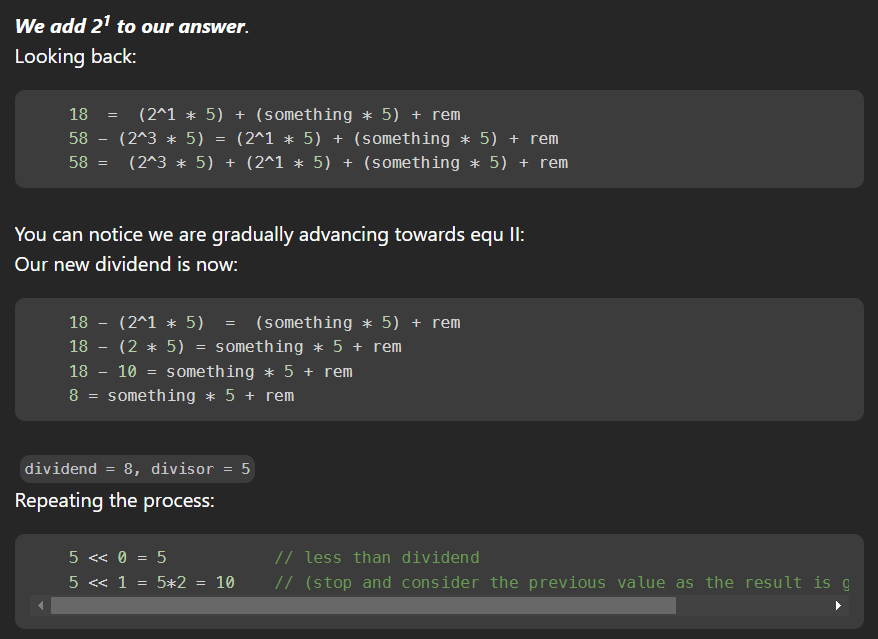 We add 2¹ to our answer.
Looking back:
18  =  (2^1 * 5) + (something * 5) + rem
58 − (2^3 * 5) = (2^1 * 5) + (something * 5) + rem
58 =  (2^3 * 5) + (2^1 * 5) + (something * 5) + rem
You can notice we are gradually advancing towards equ II:
Our new dividend is now:
18 − (2^1 * 5)  =  (something * 5) + rem
18 − (2 * 5) = something * 5 + rem
18 − 10 = something * 5 + rem
8 = something * 5 + rem
dividend = 8, divisor = 5
Repeating the process:
5 << 0 = 5           // less than dividend
5 << 1 = 5*2 = 10    // (stop and consider the previous value as the result is